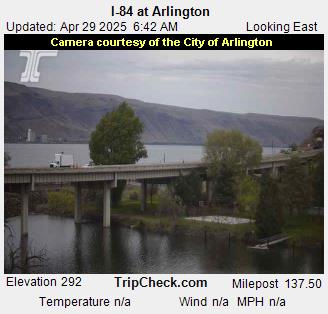 I-84 at Arlington
Updated: Apr 29 2025 6:42 AM Looking East
Camera courtesy of the City of Arlington
Elevation 292 TripCheck.com Milepost 137.50
Temperature n/a Wind n/a MPH n/a